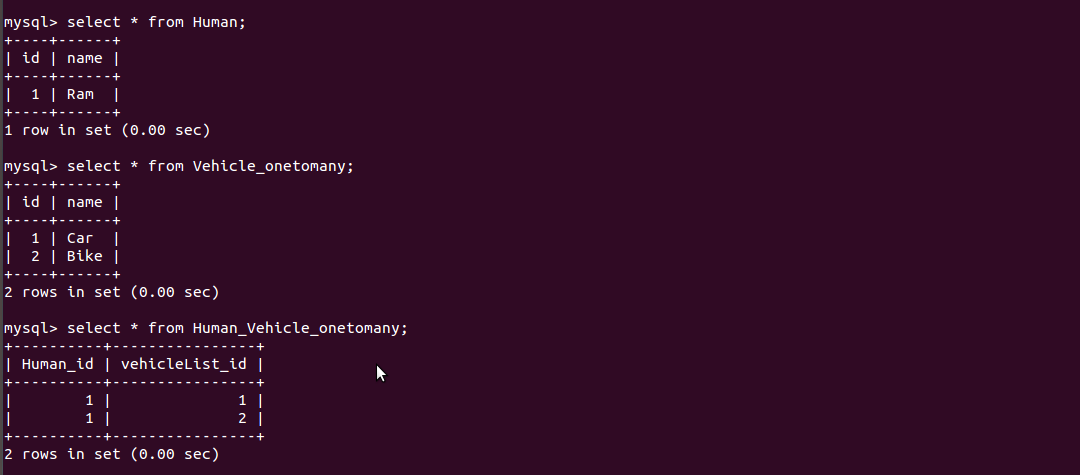 mysql> select * from Human;
+----+------+
| id | name |
+----+------+
|  1 | Ram  |
+----+------+
1 row in set (0.00 sec)

mysql> select * from Vehicle_onetomany;
+----+------+
| id | name |
+----+------+
|  1 | Car  |
|  2 | Bike |
+----+------+
2 rows in set (0.00 sec)

mysql> select * from Human_Vehicle_onetomany;
+----------+----------------+
| Human_id | vehicleList_id |
+----------+----------------+
|        1 |              1 |
|        1 |              2 |
+----------+----------------+
2 rows in set (0.00 sec)